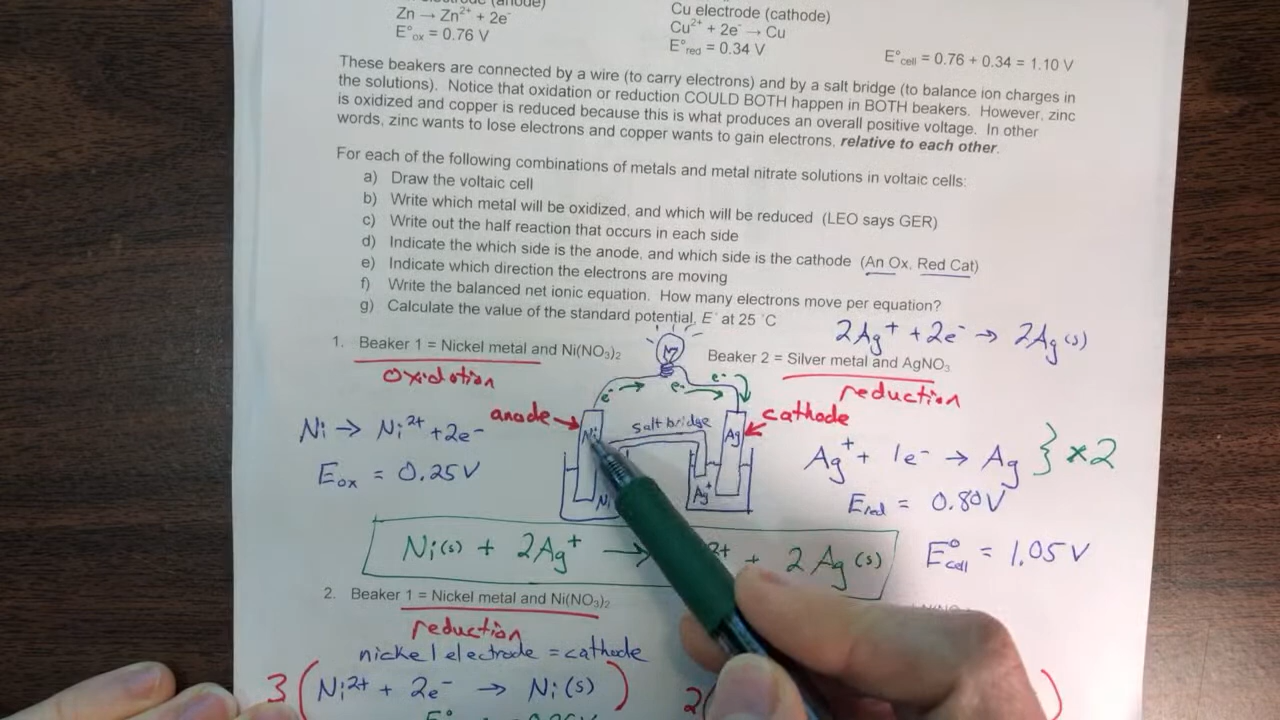 (anode)
Zn → Zn²⁺ + 2e⁻
E°ox = 0.76 V
Cu electrode (cathode)
Cu²⁺ + 2e⁻ → Cu
E°red = 0.34 V
E°cell = 0.76 + 0.34 = 1.10 V
These beakers are connected by a wire (to carry electrons) and by a salt bridge (to balance ion charges in
the solutions). Notice that oxidation or reduction COULD BOTH happen in BOTH beakers. However, zinc
is oxidized and copper is reduced because this is what produces an overall positive voltage. In other
words, zinc wants to lose electrons and copper wants to gain electrons, relative to each other.
For each of the following combinations of metals and metal nitrate solutions in voltaic cells:
a) Draw the voltaic cell
b) Write which metal will be oxidized, and which will be reduced (LEO says GER)
c) Write out the half reaction that occurs in each side
d) Indicate the which side is the anode, and which side is the cathode (An Ox, Red Cat)
e) Indicate which direction the electrons are moving
f) Write the balanced net ionic equation. How many electrons move per equation?
g) Calculate the value of the standard potential, E° at 25 °C
2Ag⁺ + 2e⁻ → 2Ag(s)
1. Beaker 1 = Nickel metal and Ni(NO₃)₂
Beaker 2 = Silver metal and AgNO₃
oxidation
reduction
e⁻ e⁻ e⁻
anode → cathode
Ni salt bridge Ag
Ni → Ni²⁺ + 2e⁻
Ag⁺ + 1e⁻ → Ag } x2
Eox = 0.25V
Ni Ag⁺
Ered = 0.80V
Ni(s) + 2Ag⁺ → 2+ + 2Ag(s)
E°cell = 1.05 V
2. Beaker 1 = Nickel metal and Ni(NO₃)₂
reduction
nickel electrode = cathode
3 ( Ni²⁺ + 2e⁻ → Ni(s) )
2 ( )